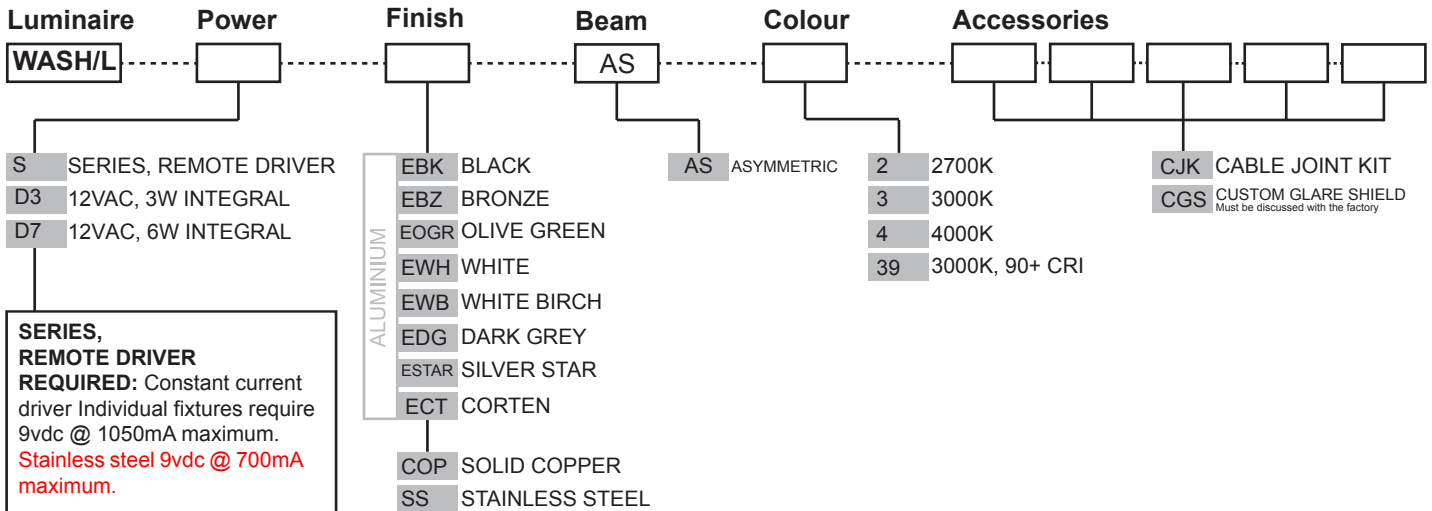 Luminaire Power Finish Beam Colour Accessories
WASH/L AS
S SERIES, REMOTE DRIVER
D3 12VAC, 3W INTEGRAL
D7 12VAC, 6W INTEGRAL
SERIES,
REMOTE DRIVER
REQUIRED: Constant current
driver Individual fixtures require
9vdc @ 1050mA maximum.
Stainless steel 9vdc @ 700mA
maximum.
ALUMINIUM
EBK BLACK
EBZ BRONZE
EOGR OLIVE GREEN
EWH WHITE
EWB WHITE BIRCH
EDG DARK GREY
ESTAR SILVER STAR
ECT CORTEN
COP SOLID COPPER
SS STAINLESS STEEL
AS ASYMMETRIC
2 2700K
3 3000K
4 4000K
39 3000K, 90+ CRI
CJK CABLE JOINT KIT
CGS CUSTOM GLARE SHIELD
Must be discussed with the factory